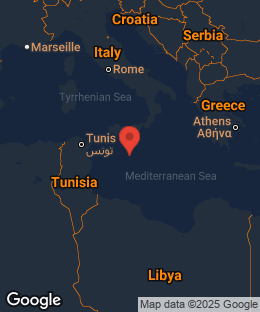 Croatia
Serbia
Marseille
Italy
Rome
Tyrrhenian Sea
Greece
Athens
Αθήνα
Tunis
تونس
Mediterranean Sea
Tunisia
Libya
Google
Map data ©2025 Google